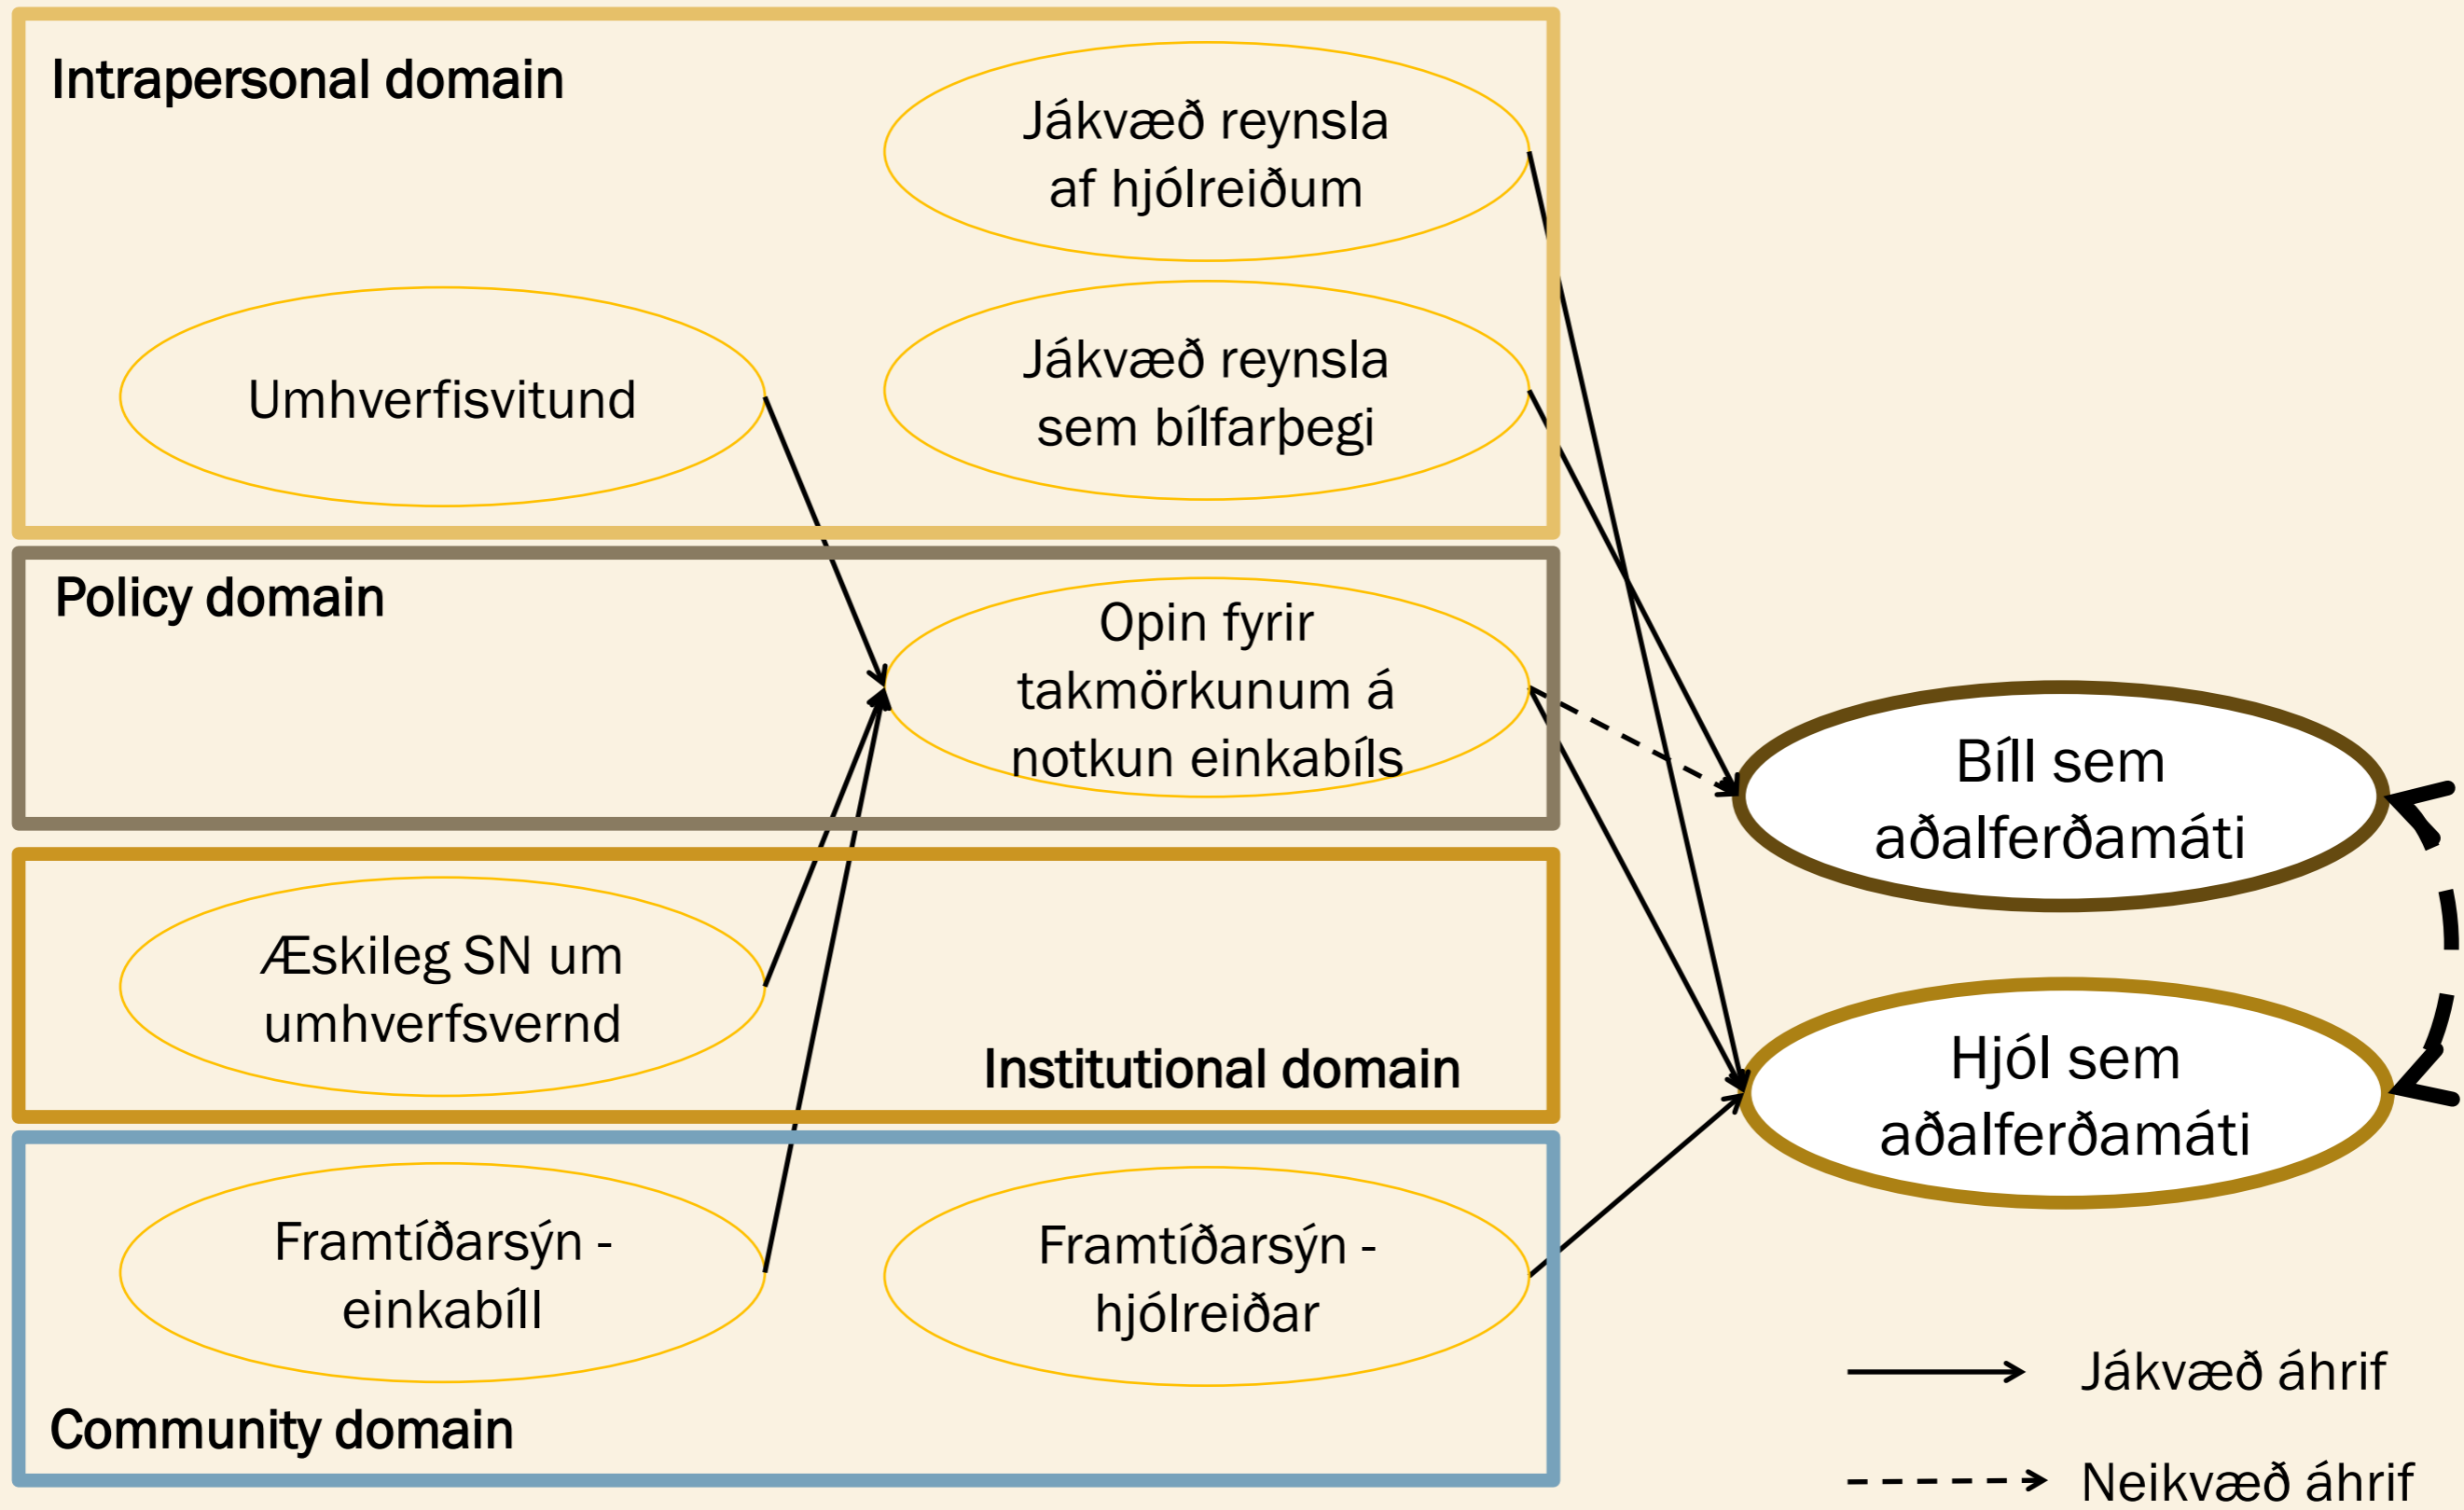 Intrapersonal domain
Jákvæð reynsla
af hjólreiðum
Umhverfisvitund
Jákvæð reynsla
sem bílfarþegi
Policy domain
Opin fyrir
takmörkunum á
notkun einkabíls
Bíll sem
aðalferðamáti
Æskileg SN um
umhverfsvernd
Institutional domain
Hjól sem
aðalferðamáti
Framtíðarsýn -
einkabíll
Framtíðarsýn -
hjólreiðar
Community domain
Jákvæð áhrif
Neikvæð áhrif